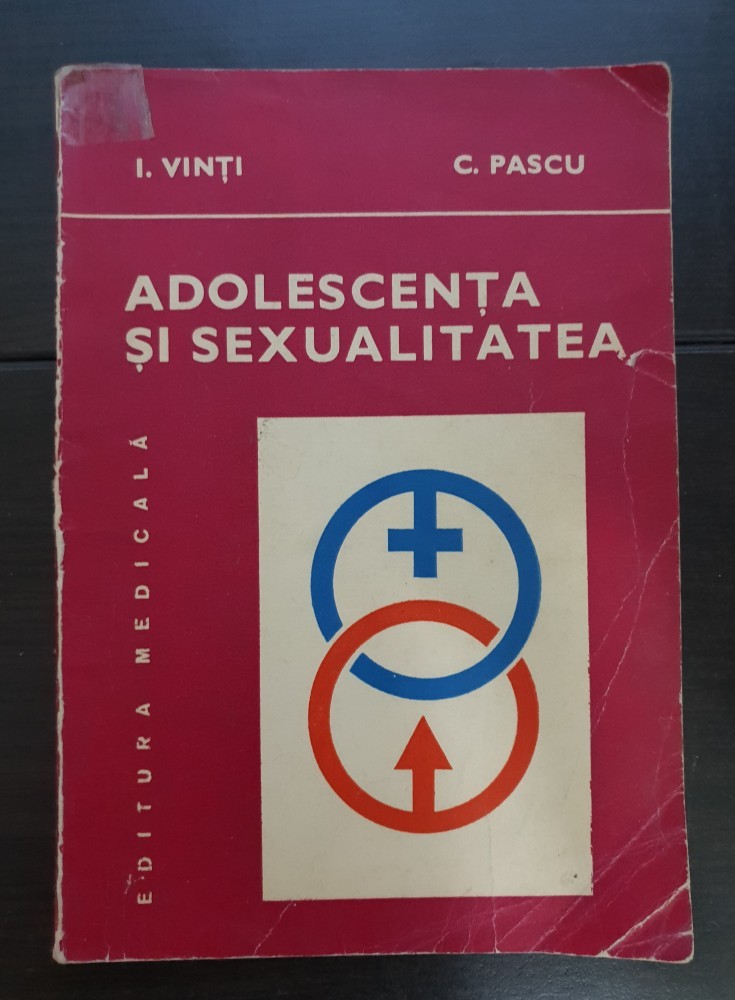 I. VINȚI
C. PASCU
ADOLESCENȚA
ȘI SEXUALITATEA
EDITURA MEDICALĂ